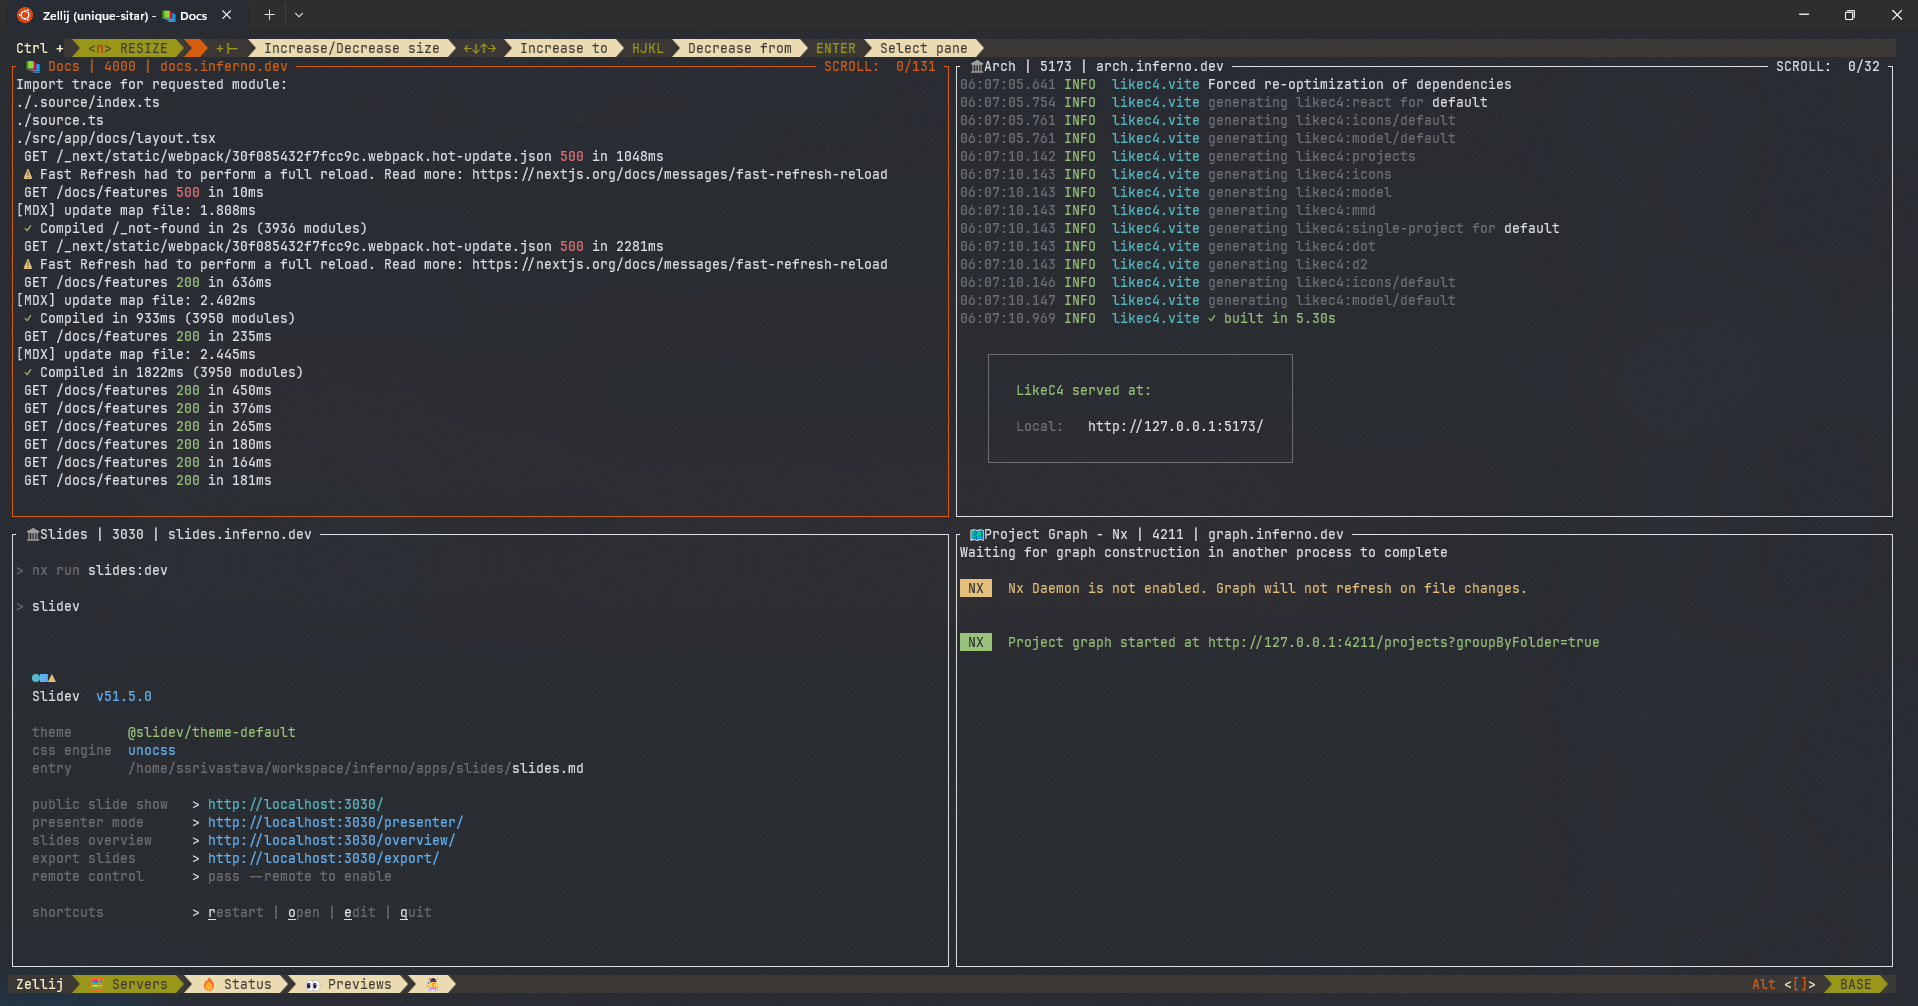 Zellij (unique-sitar) - Docs
Ctrl + <n> RESIZE +|- Increase/Decrease size ←↓↑→ Increase to HJKL Decrease from ENTER Select pane
Docs | 4000 | docs.inferno.dev SCROLL: 0/131
Import trace for requested module:
./.source/index.ts
./source.ts
./src/app/docs/layout.tsx
GET /_next/static/webpack/30f085432f7fcc9c.webpack.hot-update.json 500 in 1048ms
⚠ Fast Refresh had to perform a full reload. Read more: https://nextjs.org/docs/messages/fast-refresh-reload
GET /docs/features 500 in 10ms
[MDX] update map file: 1.808ms
✓ Compiled /_not-found in 2s (3936 modules)
GET /_next/static/webpack/30f085432f7fcc9c.webpack.hot-update.json 500 in 2281ms
⚠ Fast Refresh had to perform a full reload. Read more: https://nextjs.org/docs/messages/fast-refresh-reload
GET /docs/features 200 in 636ms
[MDX] update map file: 2.402ms
✓ Compiled in 933ms (3950 modules)
GET /docs/features 200 in 235ms
[MDX] update map file: 2.445ms
✓ Compiled in 1822ms (3950 modules)
GET /docs/features 200 in 450ms
GET /docs/features 200 in 376ms
GET /docs/features 200 in 265ms
GET /docs/features 200 in 180ms
GET /docs/features 200 in 164ms
GET /docs/features 200 in 181ms
Arch | 5173 | arch.inferno.dev SCROLL: 0/32
06:07:05.641 INFO likec4.vite Forced re-optimization of dependencies
06:07:05.754 INFO likec4.vite generating likec4:react for default
06:07:05.761 INFO likec4.vite generating likec4:icons/default
06:07:05.761 INFO likec4.vite generating likec4:model/default
06:07:10.142 INFO likec4.vite generating likec4:projects
06:07:10.143 INFO likec4.vite generating likec4:icons
06:07:10.143 INFO likec4.vite generating likec4:model
06:07:10.143 INFO likec4.vite generating likec4:mmd
06:07:10.143 INFO likec4.vite generating likec4:single-project for default
06:07:10.143 INFO likec4.vite generating likec4:dot
06:07:10.143 INFO likec4.vite generating likec4:d2
06:07:10.146 INFO likec4.vite generating likec4:icons/default
06:07:10.147 INFO likec4.vite generating likec4:model/default
06:07:10.969 INFO likec4.vite ✓ built in 5.30s
LikeC4 served at:
Local: http://127.0.0.1:5173/
Slides | 3030 | slides.inferno.dev
> nx run slides:dev
> slidev
Slidev v51.5.0
theme @slidev/theme-default
css engine unocss
entry /home/ssrivastava/workspace/inferno/apps/slides/slides.md
public slide show > http://localhost:3030/
presenter mode > http://localhost:3030/presenter/
slides overview > http://localhost:3030/overview/
export slides > http://localhost:3030/export/
remote control > pass --remote to enable
shortcuts > restart | open | edit | quit
Project Graph - Nx | 4211 | graph.inferno.dev
Waiting for graph construction in another process to complete
NX Nx Daemon is not enabled. Graph will not refresh on file changes.
NX Project graph started at http://127.0.0.1:4211/projects?groupByFolder=true
Zellij Servers Status Previews Alt <[]> BASE